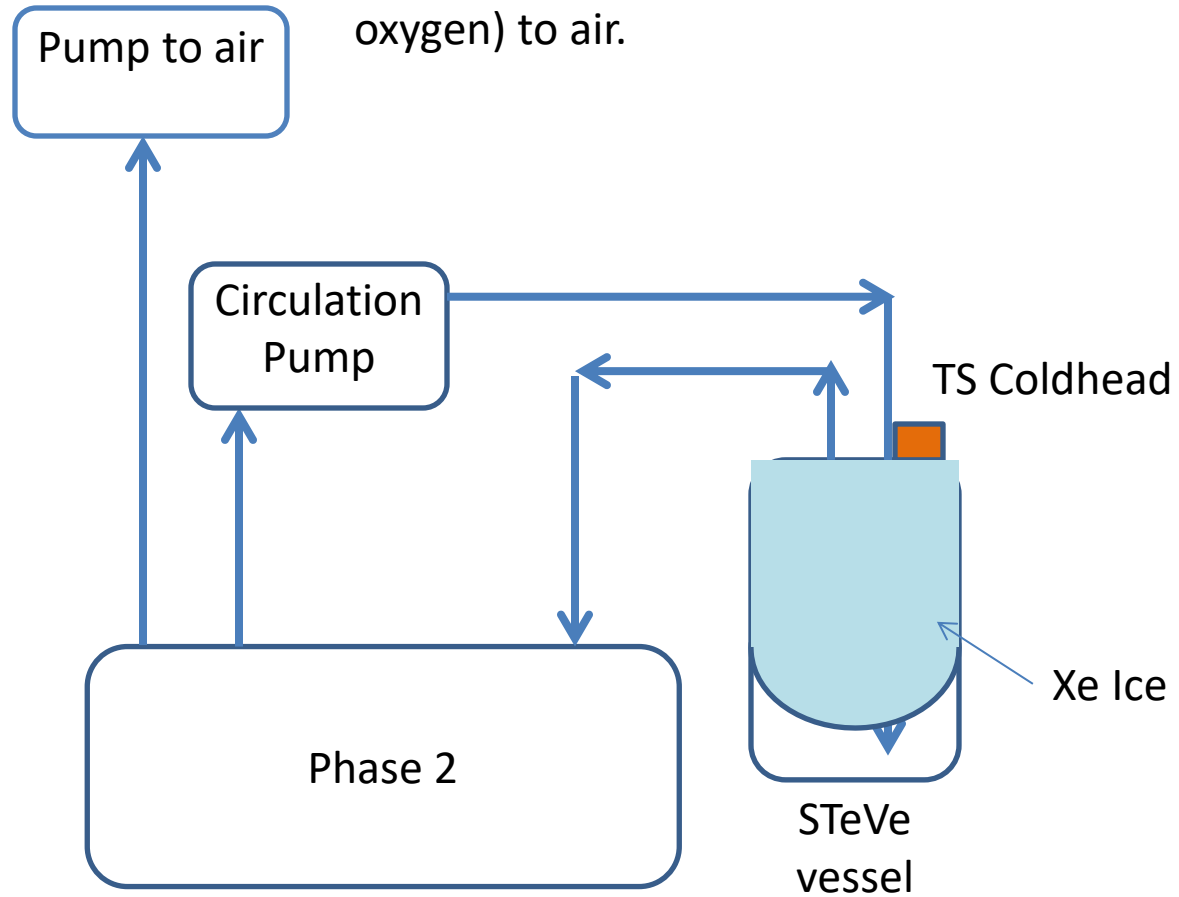 Pump to air
oxygen) to air.
Circulation
Pump
TS Coldhead
Xe Ice
Phase 2
STeVe
vessel